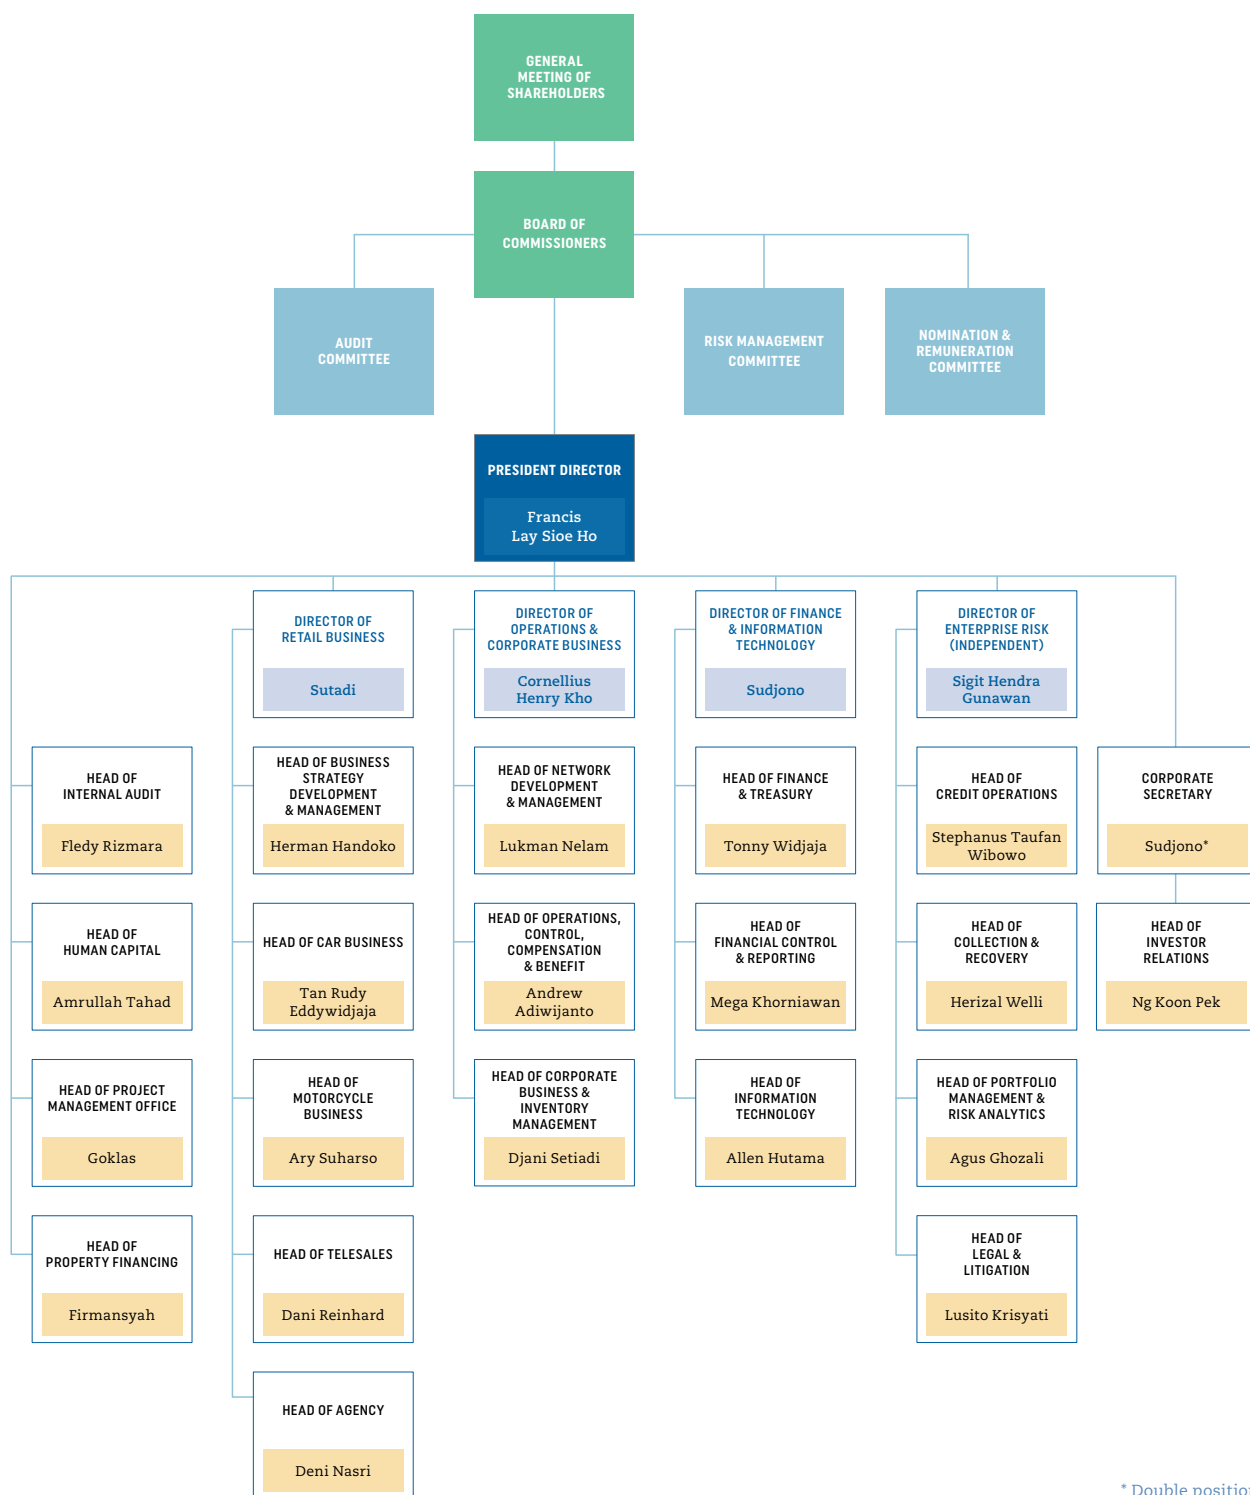 GENERAL
MEETING OF
SHAREHOLDERS
BOARD OF
COMMISSIONERS
AUDIT
COMMITTEE
RISK MANAGEMENT
COMMITTEE
NOMINATION &
REMUNERATION
COMMITTEE
PRESIDENT DIRECTOR
Francis
Lay Sioe Ho
DIRECTOR OF
RETAIL BUSINESS
Sutadi
DIRECTOR OF
OPERATIONS &
CORPORATE BUSINESS
Cornellius
Henry Kho
DIRECTOR OF FINANCE
& INFORMATION
TECHNOLOGY
Sudjono
DIRECTOR OF
ENTERPRISE RISK
(INDEPENDENT)
Sigit Hendra
Gunawan
HEAD OF
INTERNAL AUDIT
Fledy Rizmara
HEAD OF BUSINESS
STRATEGY
DEVELOPMENT
& MANAGEMENT
Herman Handoko
HEAD OF NETWORK
DEVELOPMENT
& MANAGEMENT
Lukman Nelam
HEAD OF FINANCE
& TREASURY
Tonny Widjaja
HEAD OF
CREDIT OPERATIONS
Stephanus Taufan
Wibowo
CORPORATE
SECRETARY
Sudjono*
HEAD OF
HUMAN CAPITAL
Amrullah Tahad
HEAD OF CAR BUSINESS
Tan Rudy
Eddywidjaja
HEAD OF OPERATIONS,
CONTROL,
COMPENSATION
& BENEFIT
Andrew
Adiwijanto
HEAD OF
FINANCIAL CONTROL
& REPORTING
Mega Khorniawan
HEAD OF
COLLECTION &
RECOVERY
Herizal Welli
HEAD OF
INVESTOR
RELATIONS
Ng Koon Pek
HEAD OF PROJECT
MANAGEMENT OFFICE
Goklas
HEAD OF
MOTORCYCLE
BUSINESS
Ary Suharso
HEAD OF CORPORATE
BUSINESS &
INVENTORY
MANAGEMENT
Djani Setiadi
HEAD OF
INFORMATION
TECHNOLOGY
Allen Hutama
HEAD OF PORTFOLIO
MANAGEMENT &
RISK ANALYTICS
Agus Ghozali
HEAD OF
PROPERTY FINANCING
Firmansyah
HEAD OF TELESALES
Dani Reinhard
HEAD OF
LEGAL &
LITIGATION
Lusito Krisyati
HEAD OF AGENCY
Deni Nasri
* Double position